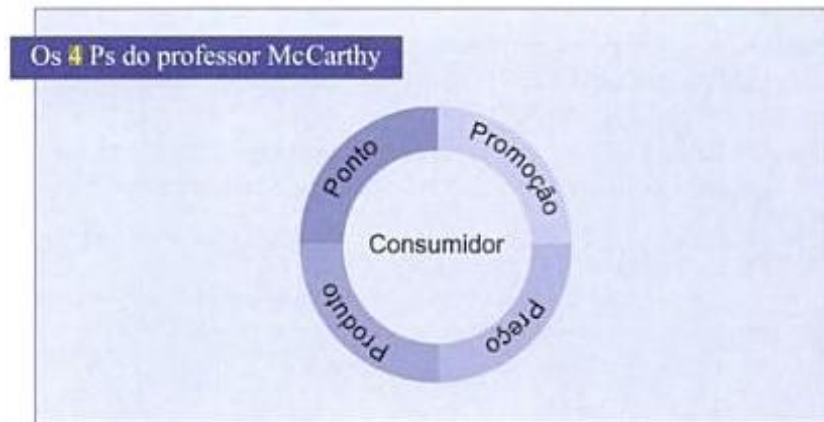 Os 4 Ps do professor McCarthy
Ponto
Promoção
Consumidor
Produto
Preço